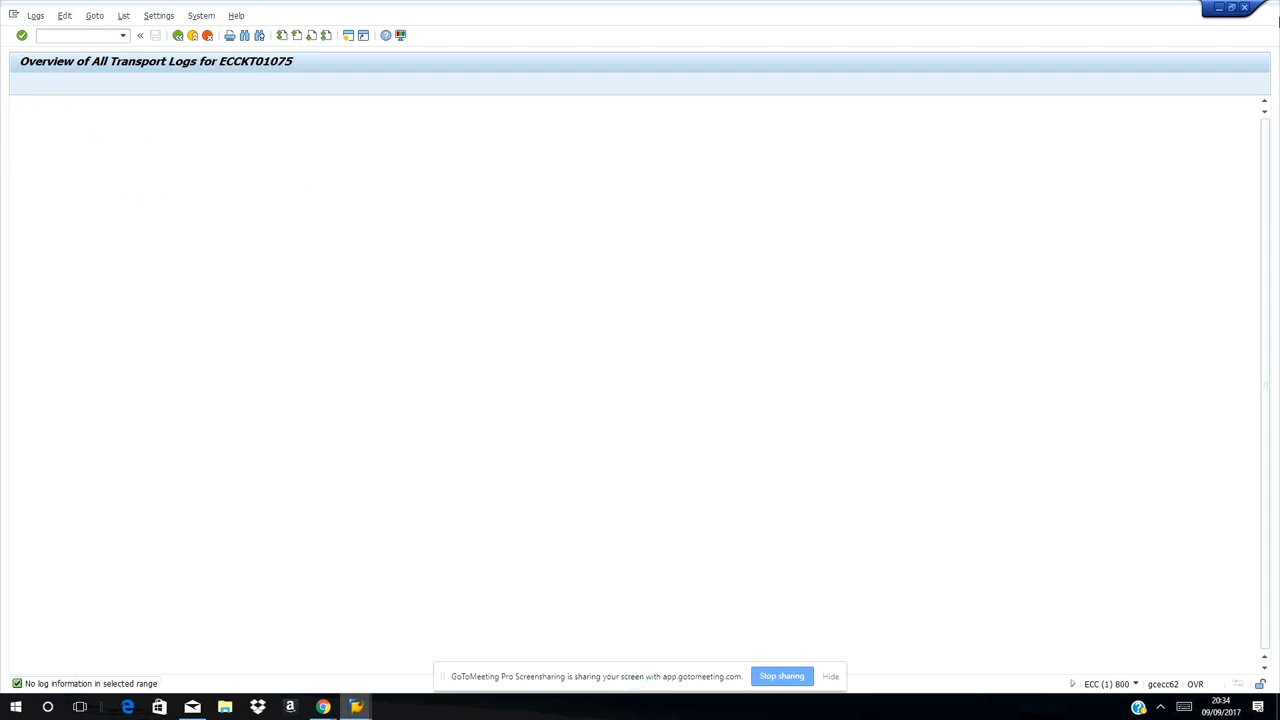 Logs Edit Goto List Settings System Help
Overview of All Transport Logs for ECCKT01075
GoToMeeting Pro Screensharing is sharing your screen with app.gotomeeting.com. Stop sharing Hide
No log information in selected range
ECC (1) 800 gcecc62 OVR
20:34
09/09/2017